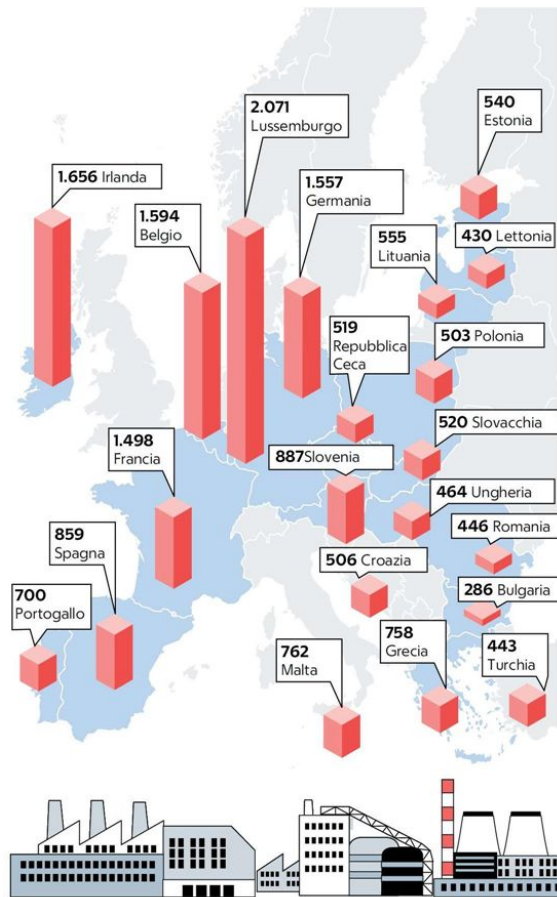 2.071
Lussemburgo
540
Estonia
1.656 Irlanda
1.594
Belgio
1.557
Germania
555
Lituania
430 Lettonia
519
Repubblica
Ceca
503 Polonia
1.498
Francia
887Slovenia
520 Slovacchia
464 Ungheria
859
Spagna
446 Romania
506 Croazia
700
Portogallo
286 Bulgaria
762
Malta
758
Grecia
443
Turchia